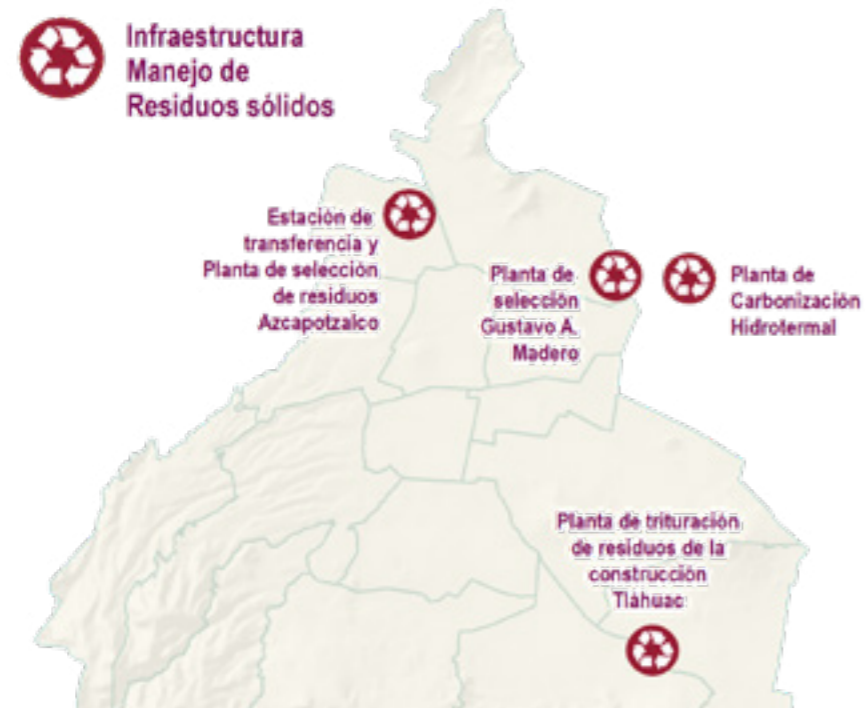 Infraestructura
Manejo de
Residuos sólidos
Estación de
transferencia y
Planta de selección
de residuos
Azcapotzalco
Planta de
selección
Gustavo A.
Madero
Planta de
Carbonización
Hidrotermal
Planta de trituración
de residuos de la
construcción
Tláhuac